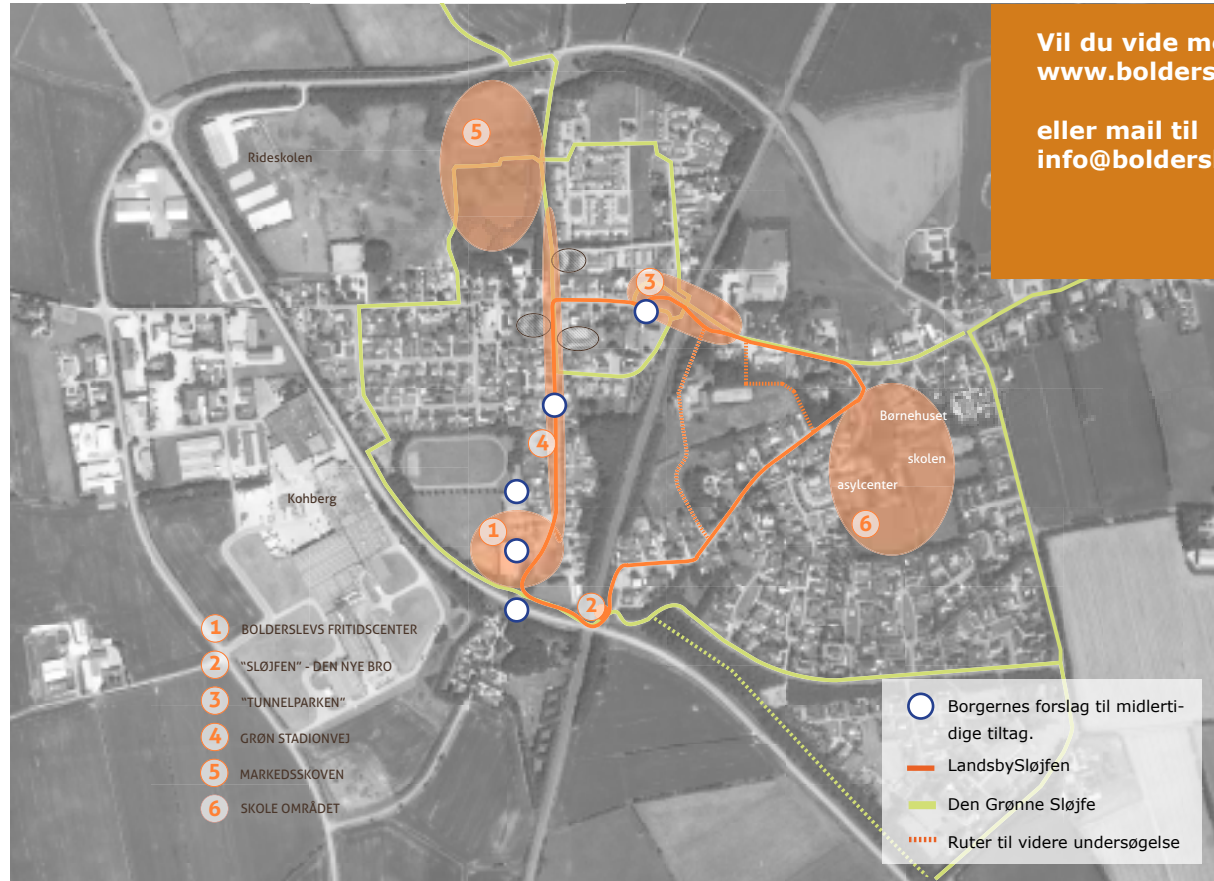 Vil du vide
www.bolders
eller mail til
info@bolders
5
Rideskolen
3
4
Børnehuset
skolen
asylcenter
6
Kohberg
1
2
1 BOLDERSLEVS FRITIDSCENTER
2 "SLØJFEN" - DEN NYE BRO
3 "TUNNELPARKEN"
4 GRØN STADIONVEJ
5 MARKEDSSKOVEN
6 SKOLE OMRÅDET
Borgernes forslag til midlerti-
dige tiltag.
LandsbySløjfen
Den Grønne Sløjfe
Ruter til videre undersøgelse